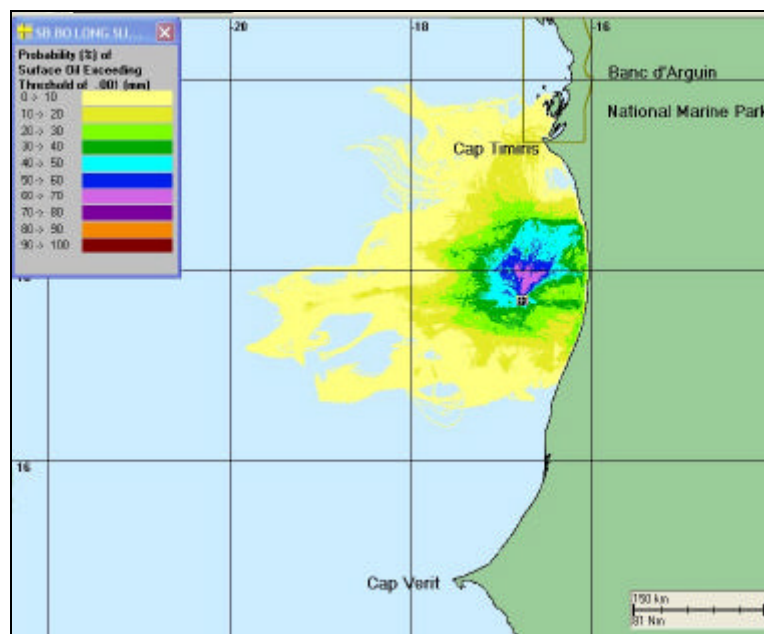 SB BO LONG SU...
Probability (%) of
Surface Oil Exceeding
Threshold of .001 (mm)
0 -> 10
10 -> 20
20 -> 30
30 -> 40
40 -> 50
50 -> 60
60 -> 70
70 -> 80
80 -> 90
90 -> 100
-20
-18
-16
Banc d'Arguin
National Marine Park
Cap Timiris
16
Cap Verit
150 km
81 Nm